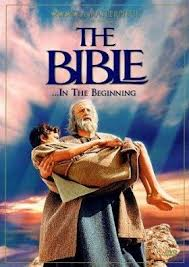 THE
BIBLE
...IN THE BEGINNING